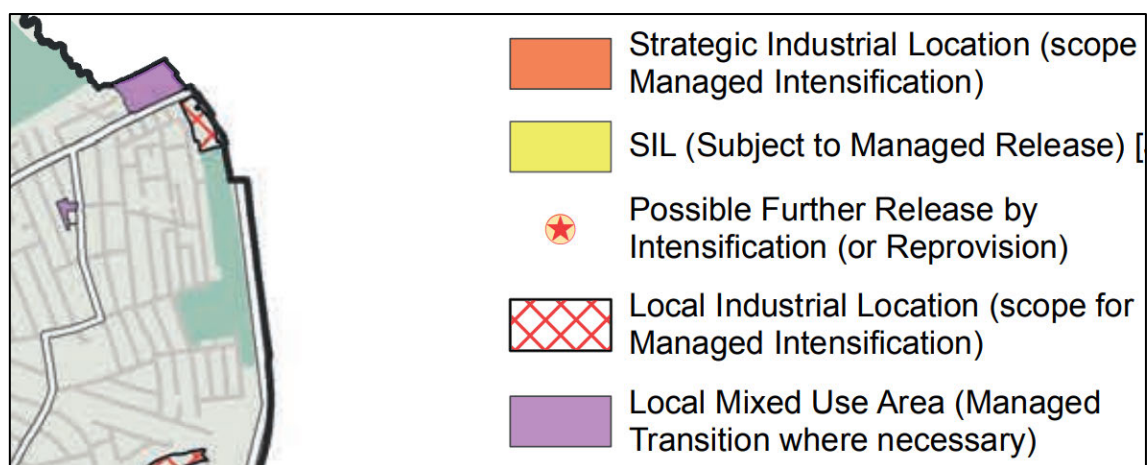 Strategic Industrial Location (scope
Managed Intensification)
SIL (Subject to Managed Release) [
Possible Further Release by
Intensification (or Reprovision)
Local Industrial Location (scope for
Managed Intensification)
Local Mixed Use Area (Managed
Transition where necessary)